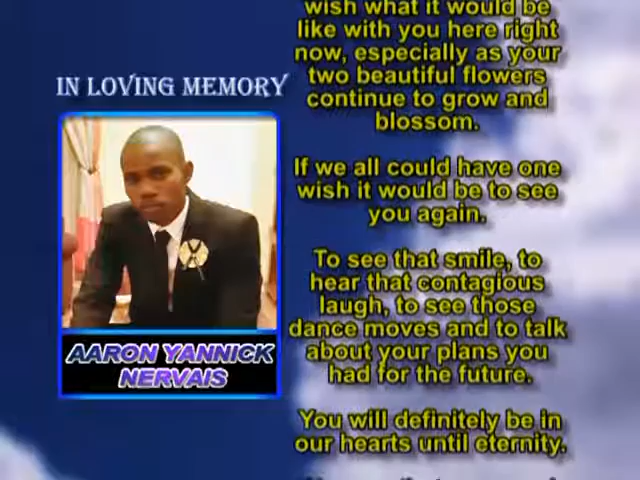 IN LOVING MEMORY
AARON YANNICK
NERVAIS
wish what it would be
like with you here right
now, especially as your
two beautiful flowers
continue to grow and
blossom.
If we all could have one
wish it would be to see
you again.
To see that smile, to
hear that contagious
laugh, to see those
dance moves and to talk
about your plans you
had for the future.
You will definitely be in
our hearts until eternity.